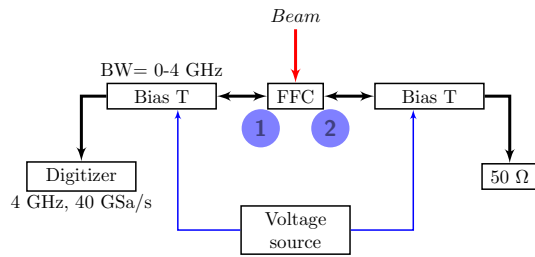 Beam
BW= 0-4 GHz
Bias T
FFC
Bias T
1
2
Digitizer
4 GHz, 40 GSa/s
50 Ω
Voltage
source